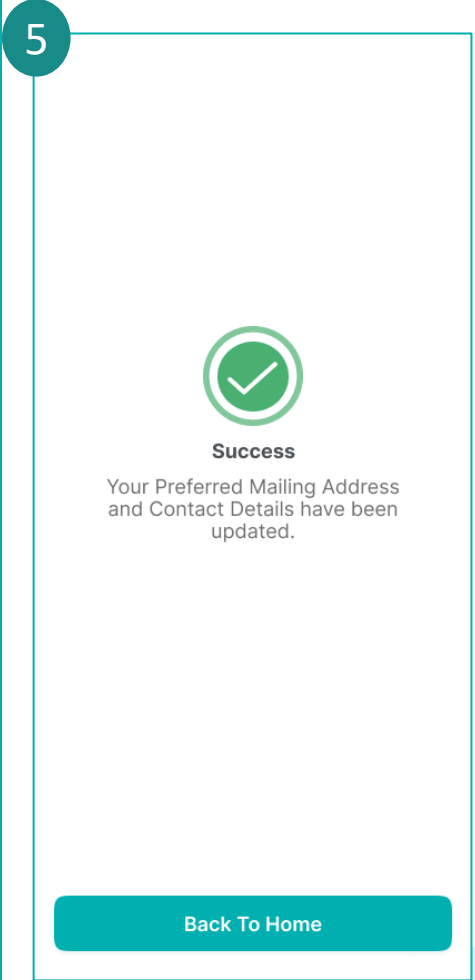 5
Success
Your Preferred Mailing Address
and Contact Details have been
updated.
Back To Home